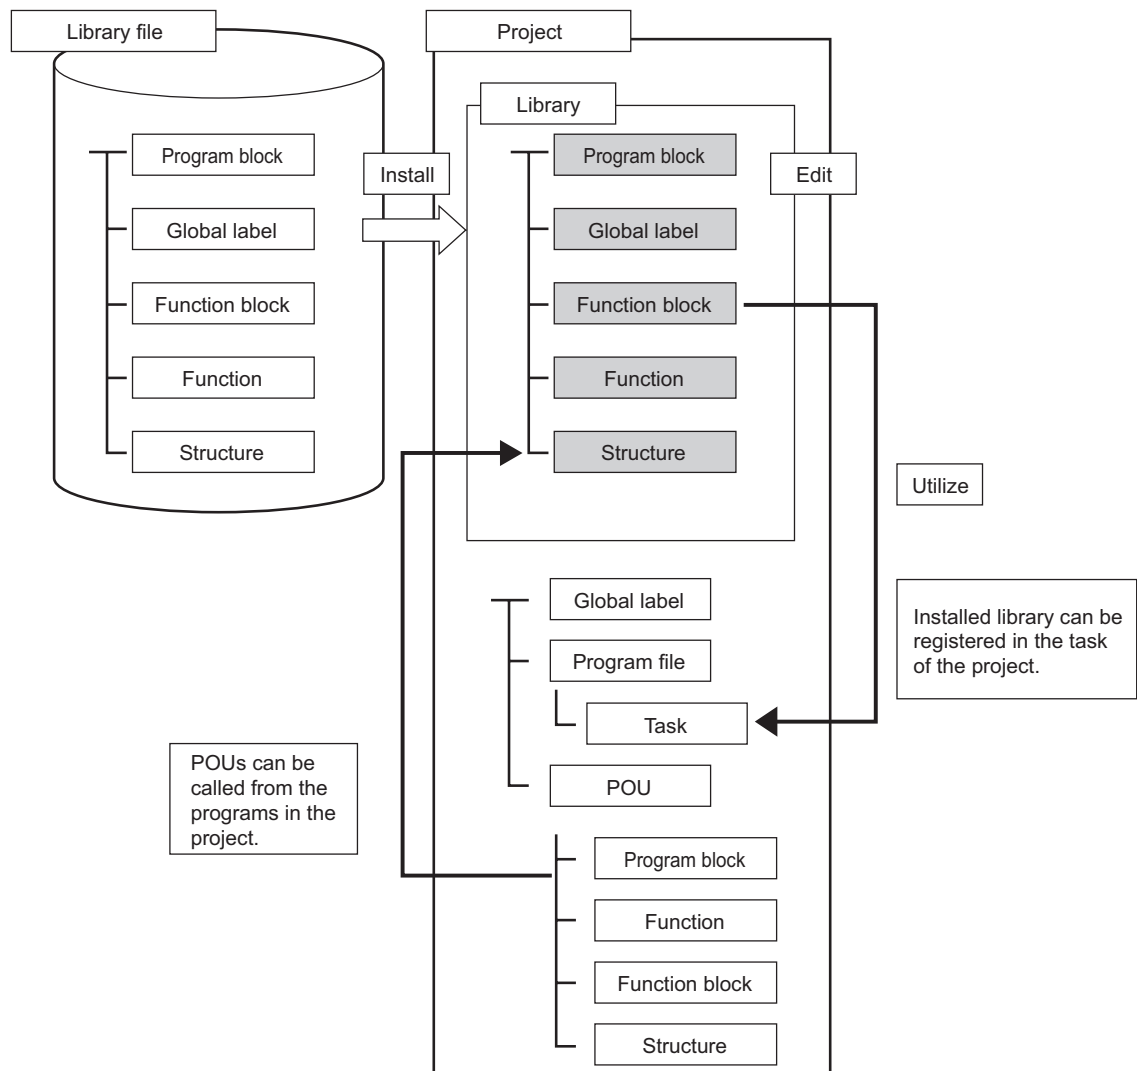 Library file
Project
Library
Program block
Global label
Function block
Function
Structure
Install
Program block
Global label
Function block
Function
Structure
Edit
Utilize
Installed library can be
registered in the task
of the project.
Global label
Program file
Task
POU
POUs can be
called from the
programs in the
project.
Program block
Function
Function block
Structure